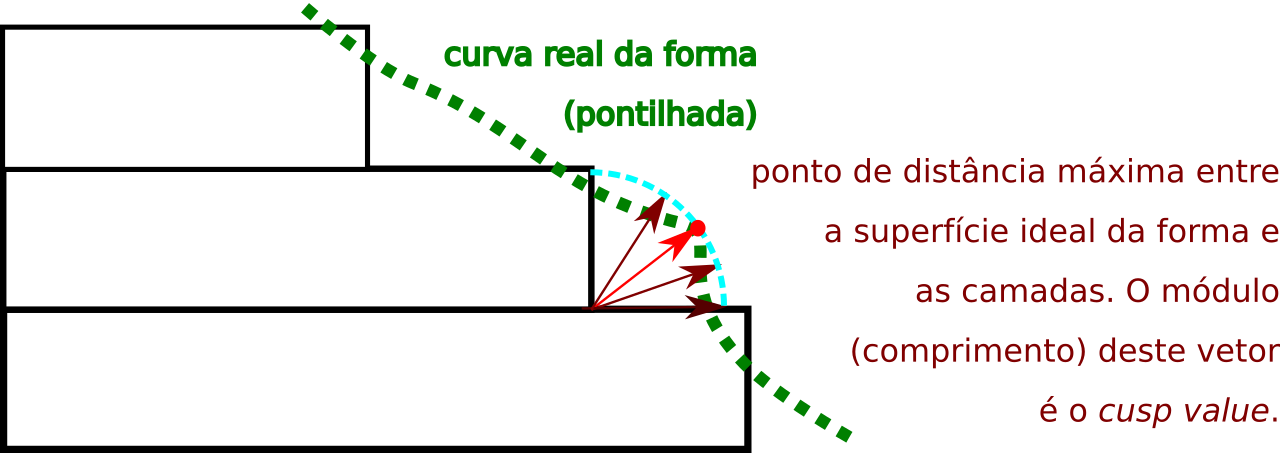 curva real da forma
(pontilhada)
ponto de distância máxima entre
a superfície ideal da forma e
as camadas. O módulo
(comprimento) deste vetor
é o cusp value.